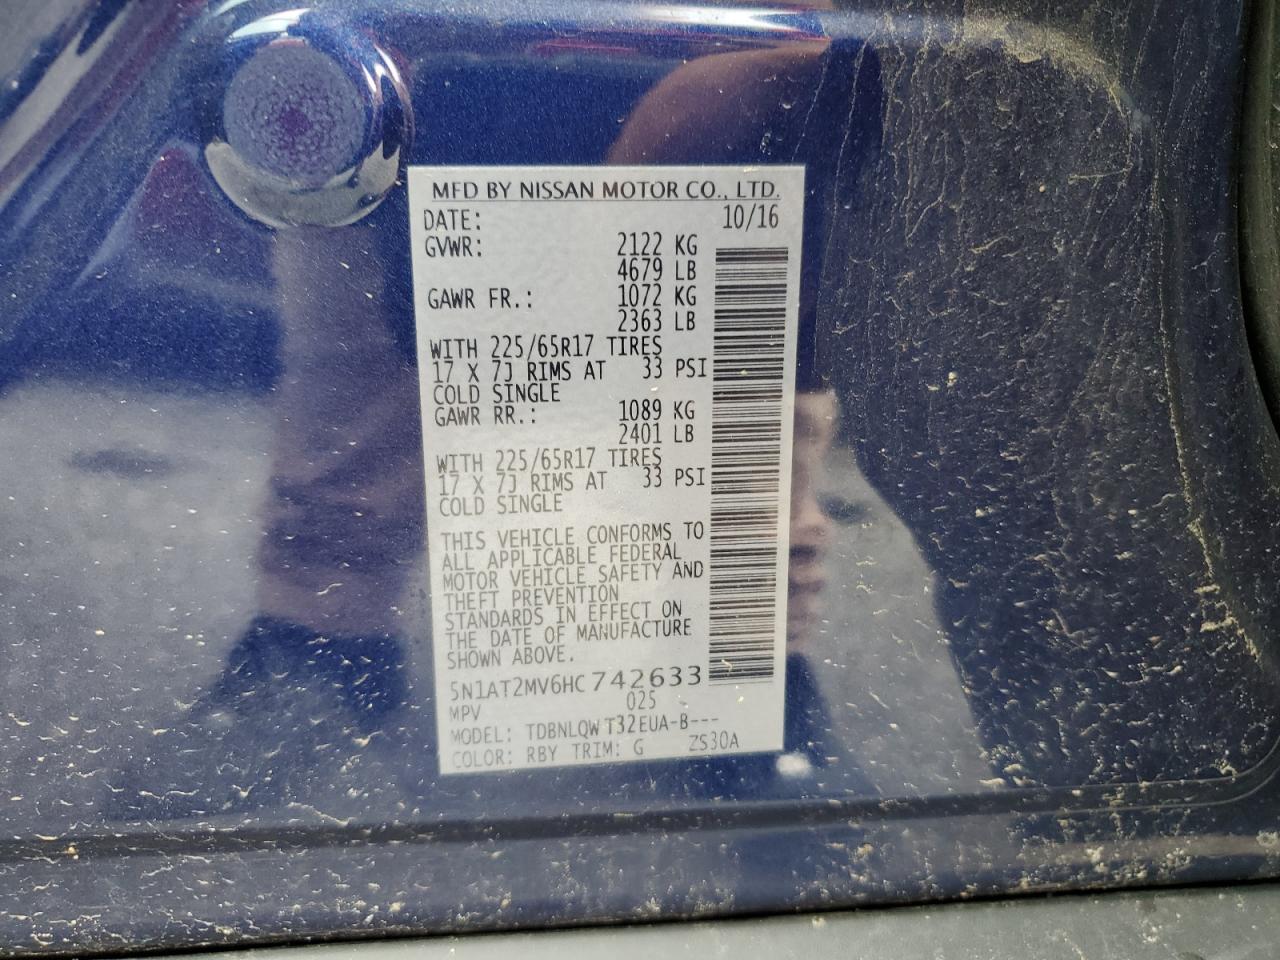 MFD BY NISSAN MOTOR CO., LTD.
DATE: 10/16
GVWR: 2122 KG
4679 LB
GAWR FR.: 1072 KG
2363 LB
WITH 225/65R17 TIRES
17 X 7J RIMS AT 33 PSI
COLD SINGLE
GAWR RR.: 1089 KG
2401 LB
WITH 225/65R17 TIRES
17 X 7J RIMS AT 33 PSI
COLD SINGLE
THIS VEHICLE CONFORMS TO
ALL APPLICABLE FEDERAL
MOTOR VEHICLE SAFETY AND
THEFT PREVENTION
STANDARDS IN EFFECT ON
THE DATE OF MANUFACTURE
SHOWN ABOVE.
5N1AT2MV6HC742633
MPV 025
MODEL: TDBNLQWT32EUA-B---
COLOR: RBY TRIM: G ZS30A